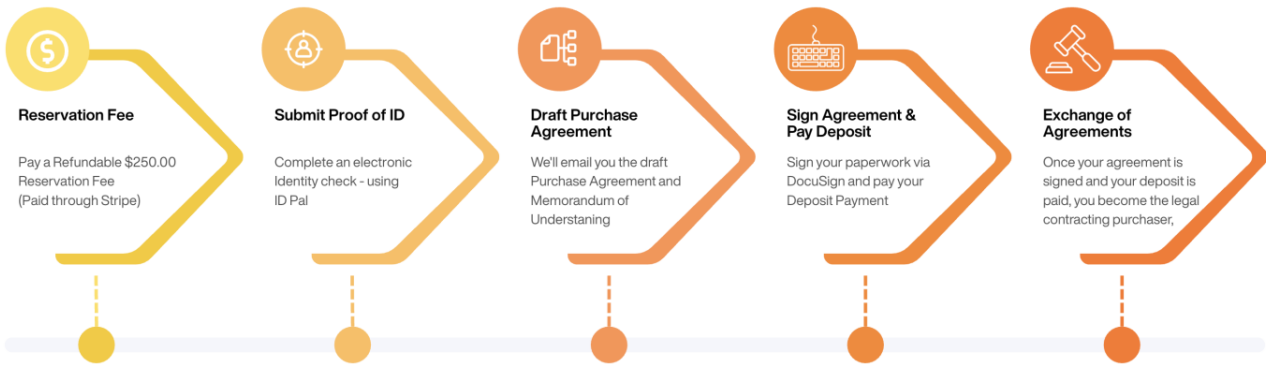 Reservation Fee
Pay a Refundable $250.00
Reservation Fee
(Paid through Stripe)
Submit Proof of ID
Complete an electronic
Identity check - using
ID Pal
Draft Purchase
Agreement
We'll email you the draft
Purchase Agreement and
Memorandum of
Understaning
Sign Agreement &
Pay Deposit
Sign your paperwork via
DocuSign and pay your
Deposit Payment
Exchange of
Agreements
Once your agreement is
signed and your deposit is
paid, you become the legal
contracting purchaser,